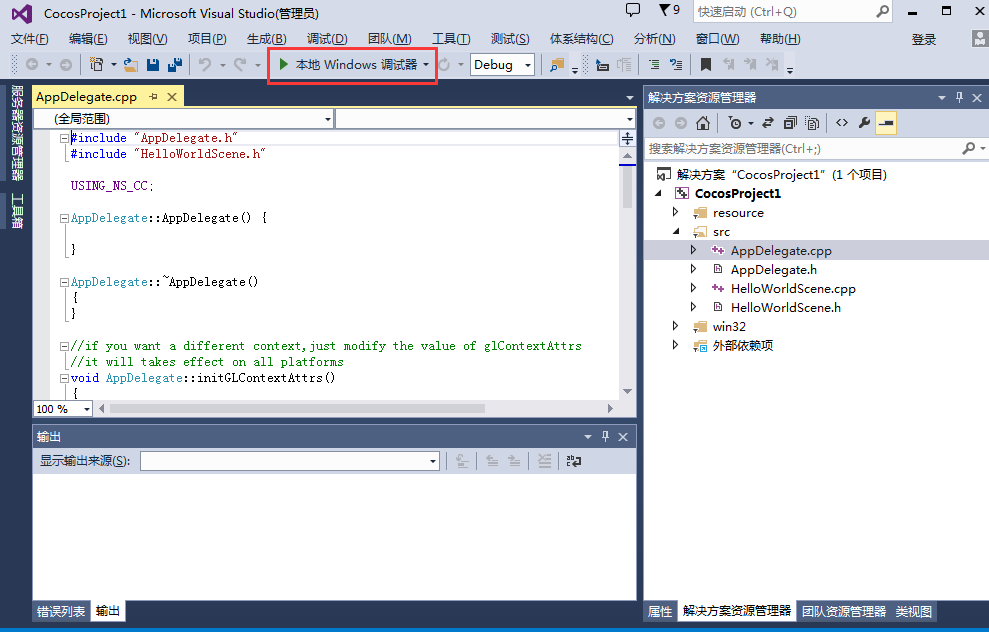 CocosProject1 - Microsoft Visual Studio(管理员)
9
快速启动 (Ctrl+Q)
文件(F) 编辑(E) 视图(V) 项目(P) 生成(B) 调试(D) 团队(M) 工具(T) 测试(S) 体系结构(C) 分析(N) 窗口(W) 帮助(H) 登录
本地 Windows 调试器
Debug
服务器资源管理器
工具箱
AppDelegate.cpp
(全局范围)
#include "AppDelegate.h"
#include "HelloWorldScene.h"
USING_NS_CC;
AppDelegate::AppDelegate() {
}
AppDelegate::~AppDelegate()
{
}
//if you want a different context,just modify the value of glContextAttrs
//it will takes effect on all platforms
void AppDelegate::initGLContextAttrs()
{
100 %
输出
显示输出来源(S):
错误列表 输出
解决方案资源管理器
搜索解决方案资源管理器(Ctrl+;)
解决方案“CocosProject1”(1 个项目)
CocosProject1
resource
src
AppDelegate.cpp
AppDelegate.h
HelloWorldScene.cpp
HelloWorldScene.h
win32
外部依赖项
属性 解决方案资源管理器 团队资源管理器 类视图